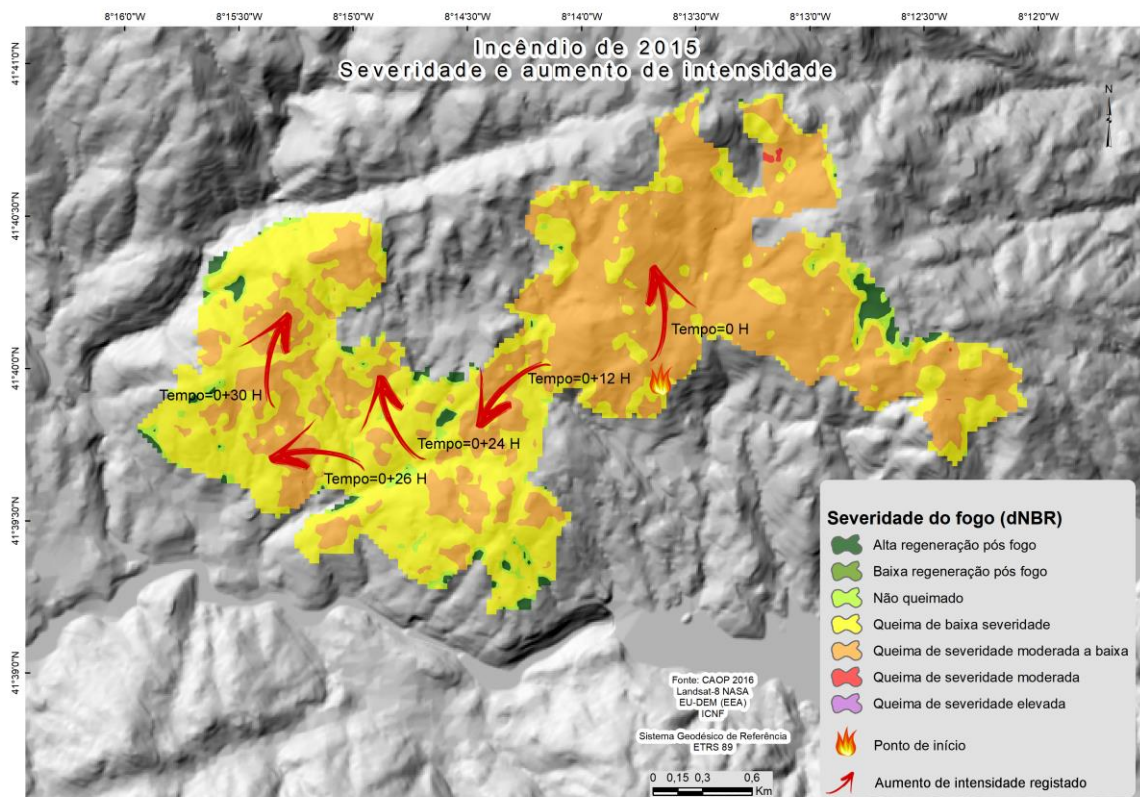 8°16'0"W
8°15'30"W
8°15'0"W
8°14'30"W
8°14'0"W
8°13'30"W
8°13'0"W
8°12'30"W
8°12'0"W
Incêndio de 2015
Severidade e aumento de intensidade
N
41°41'0"N
41°40'30"N
41°40'0"N
41°39'30"N
41°39'0"N
Tempo=0 H
Tempo=0+12 H
Tempo=0+30 H
Tempo=0+24 H
Tempo=0+26 H
Severidade do fogo (dNBR)
Alta regeneração pós fogo
Baixa regeneração pós fogo
Não queimado
Queima de baixa severidade
Queima de severidade moderada a baixa
Queima de severidade moderada
Queima de severidade elevada
Ponto de início
Aumento de intensidade registado
Fonte: CAOP 2016
Landsat-8 NASA
EU-DEM (EEA)
ICNF
Sistema Geodésico de Referência
ETRS 89
0 0,15 0,3 0,6
Km